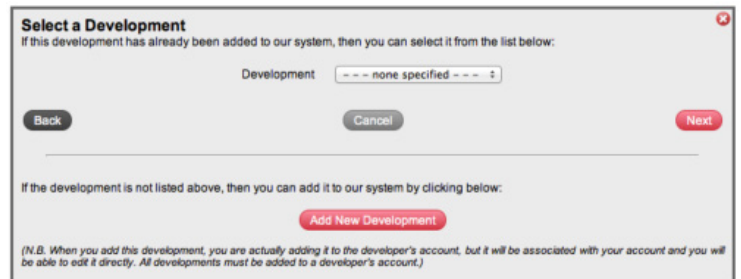 Select a Development
If this development has already been added to our system, then you can select it from the list below:
Development - - - none specified - - -
Back Cancel Next
If the development is not listed above, then you can add it to our system by clicking below:
Add New Development
(N.B. When you add this development, you are actually adding it to the developer's account, but it will be associated with your account and you will
be able to edit it directly. All developments must be added to a developer's account.)